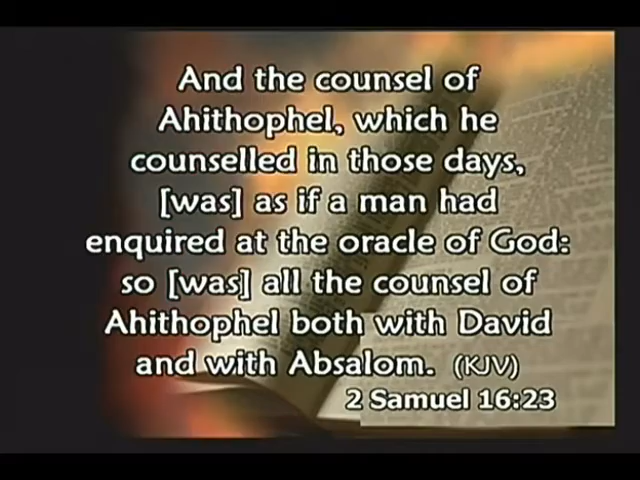 And the counsel of
Ahithophel, which he
counselled in those days,
[was] as if a man had
enquired at the oracle of God:
so [was] all the counsel of
Ahithophel both with David
and with Absalom. (KJV)
2 Samuel 16:23